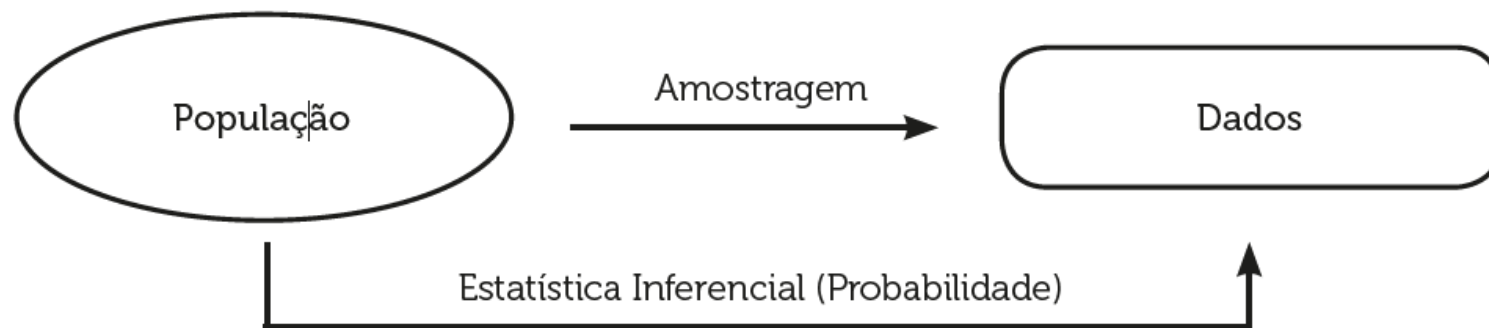 População
Amostragem
Dados
Estatística Inferencial (Probabilidade)